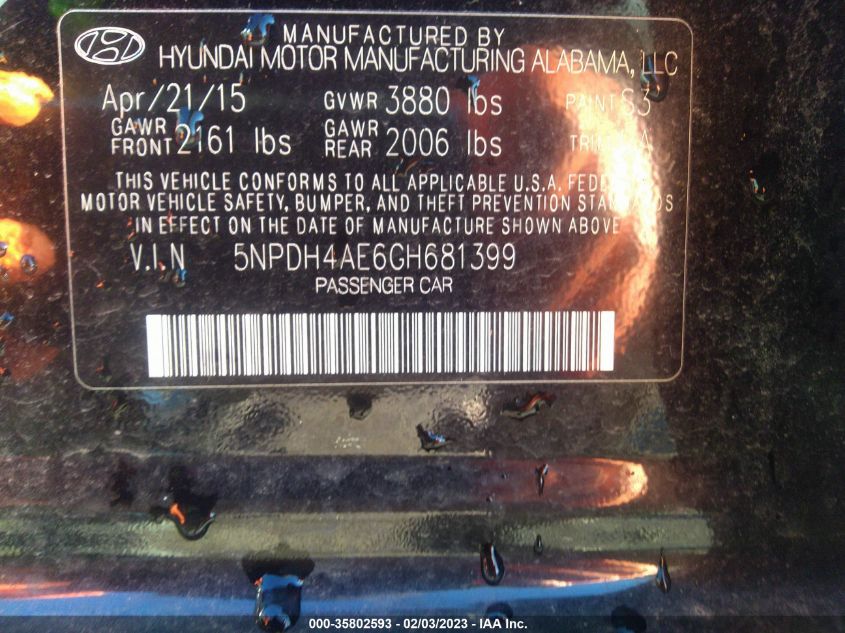 MANUFACTURED BY
HYUNDAI MOTOR MANUFACTURING ALABAMA, LLC
Apr/21/15 GVWR 3880 lbs PAINT S3
GAWR FRONT 2161 lbs GAWR REAR 2006 lbs
THIS VEHICLE CONFORMS TO ALL APPLICABLE U.S.A.
MOTOR VEHICLE SAFETY, BUMPER, AND THEFT PREVENTION
IN EFFECT ON THE DATE OF MANUFACTURE SHOWN ABOVE
V.I.N 5NPDH4AE6GH681399
PASSENGER CAR
000-35802593 - 02/03/2023 - IAA Inc.